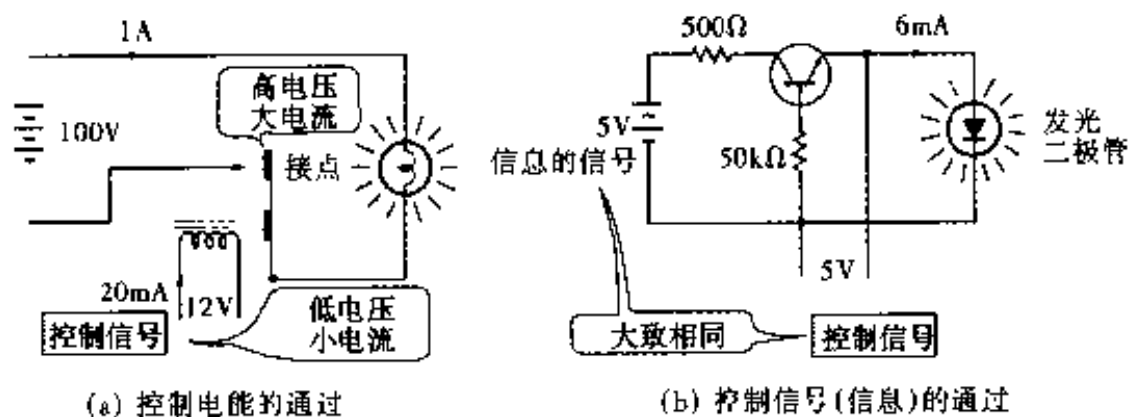 1A
高电压
大电流
100V
接点
20mA
12V
控制信号
低电压
小电流
(a) 控制电能的通过
500Ω
6mA
5V
信息的信号
50kΩ
发光
二极管
5V
大致相同
控制信号
(b) 控制信号(信息)的通过